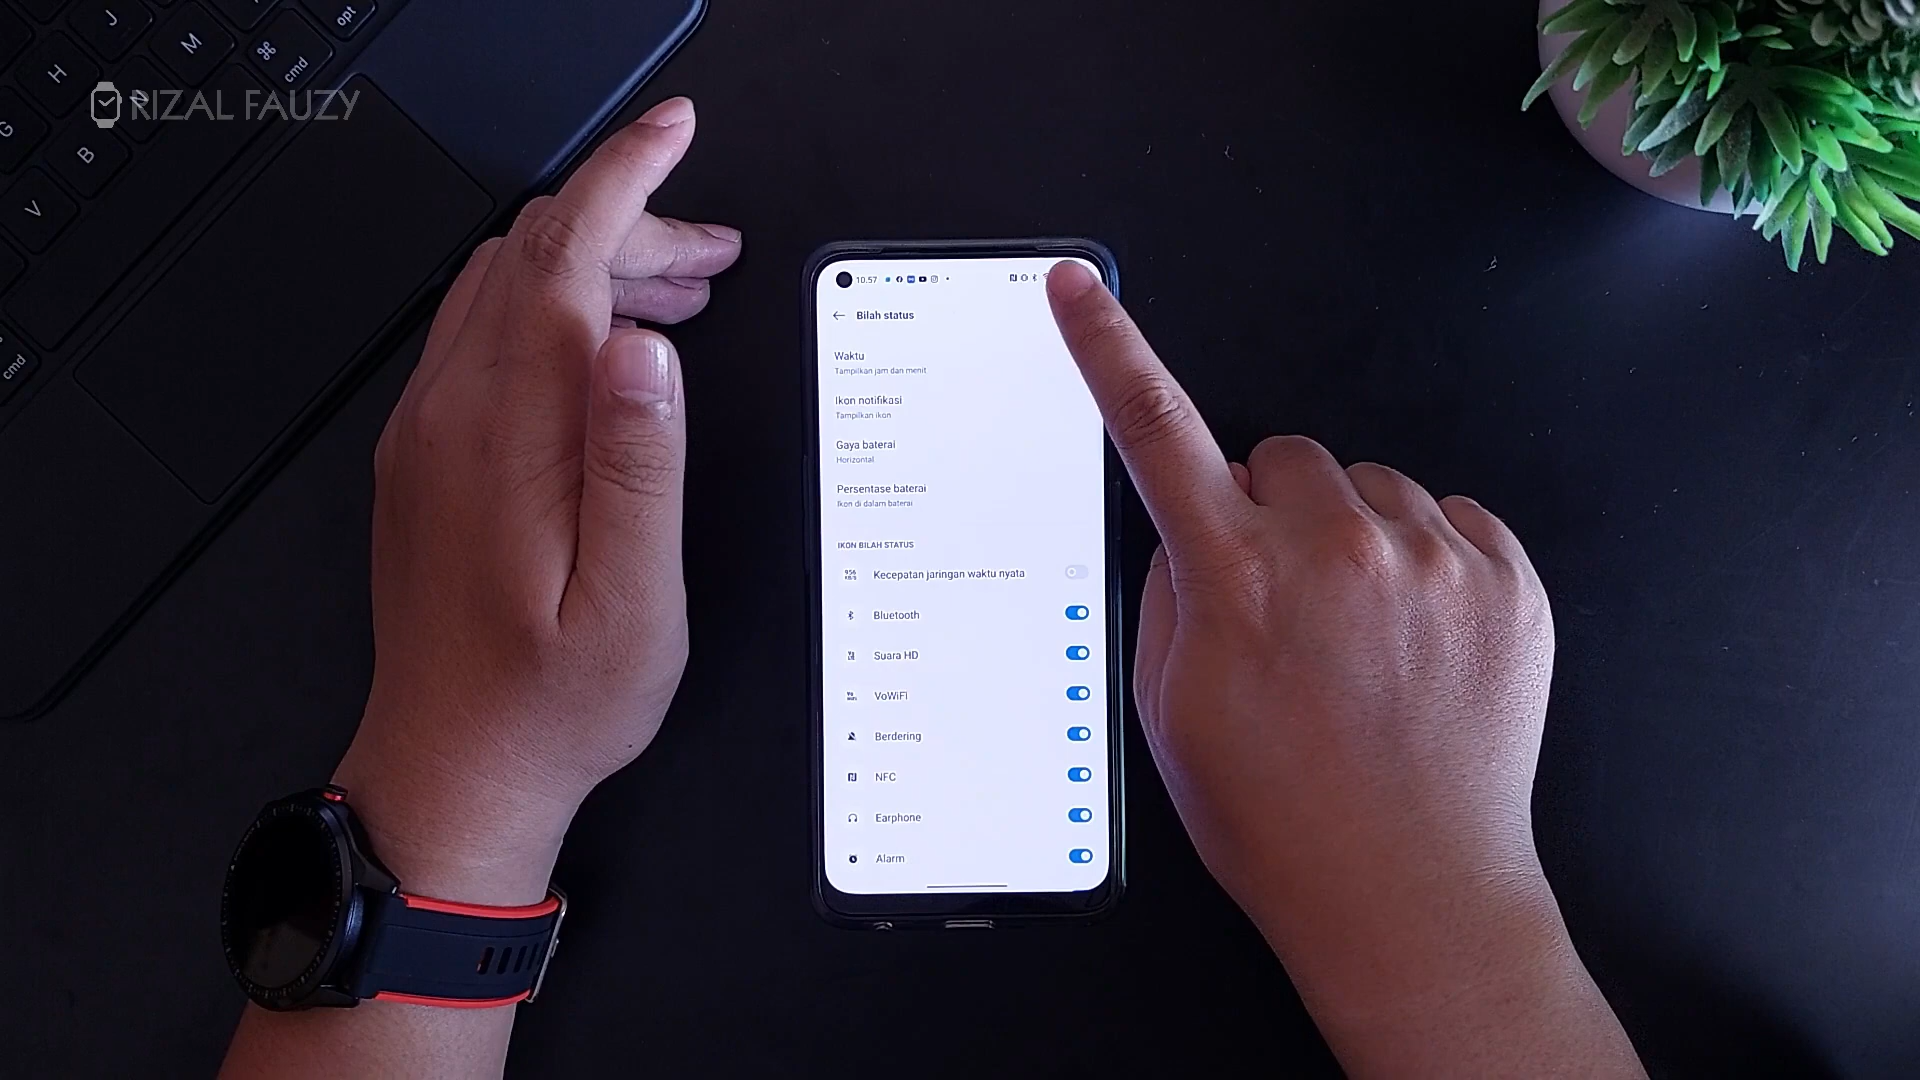 RIZAL FAUZY
opt
J
M
⌘
cmd
H
N
G
B
V
cmd
10.57
Bilah status
Waktu
Tampilkan jam dan menit
Ikon notifikasi
Tampilkan ikon
Gaya baterai
Horizontal
Persentase baterai
Ikon di dalam baterai
IKON BILAH STATUS
Kecepatan jaringan waktu nyata
Bluetooth
Suara HD
VoWiFi
Berdering
NFC
Earphone
Alarm